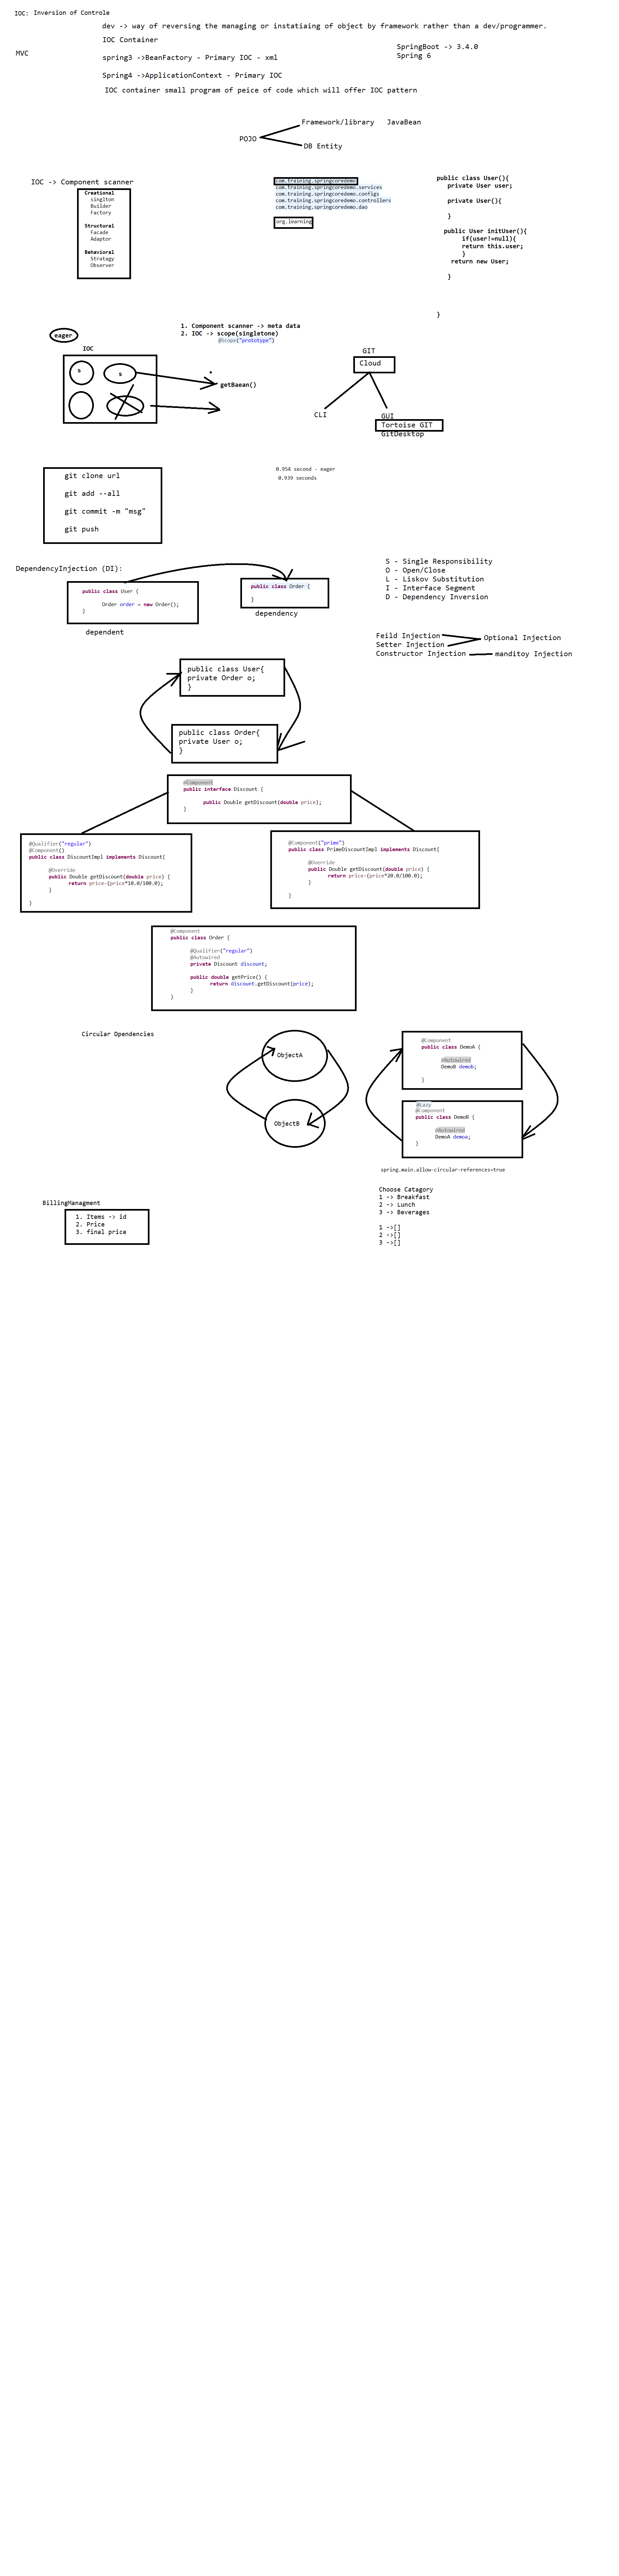 IOC: Inversion of Controle
dev -> way of reversing the managing or instatiaing of object by framework rather than a dev/programmer.
IOC Container
SpringBoot -> 3.4.0
Spring 6
MVC
spring3 ->BeanFactory - Primary IOC - xml
Spring4 ->ApplicationContext - Primary IOC
IOC container small program of peice of code which will offer IOC pattern
Framework/library JavaBean
POJO
DB Entity
IOC -> Component scanner
Creational
singlton
Builder
Factory
Structural
Facade
Adaptor
Behavioral
Stratagy
Observer
com.training.springcoredemo
com.training.springcoredemo.services
com.training.springcoredemo.configs
com.training.springcoredemo.controllers
com.training.springcoredemo.dao
org.learning
public class User(){
private User user;
private User(){
}
public User initUser(){
if(user!=null){
return this.user;
}
return new User;
}
}
1. Component scanner -> meta data
2. IOC -> scope(singletone)
@Scope("prototype")
eager
IOC
s
s
*
getBaean()
GIT
Cloud
CLI
GUI
Tortoise GIT
GitDesktop
git clone url
git add --all
git commit -m "msg"
git push
0.954 second - eager
0.939 seconds
DependencyInjection (DI):
public class User {
Order order = new Order();
}
dependent
public class Order {
}
dependency
S - Single Responsibility
O - Open/Close
L - Liskov Substitution
I - Interface Segment
D - Dependency Inversion
Feild Injection
Setter Injection
Optional Injection
Constructor Injection
manditoy Injection
public class User{
private Order o;
}
public class Order{
private User o;
}
@Component
public interface Discount {
public Double getDiscount(double price);
}
@Qualifier("regular")
@Component()
public class DiscountImpl implements Discount{
@Override
public Double getDiscount(double price) {
return price-(price*10.0/100.0);
}
}
@Component("prime")
public class PrimeDiscountImpl implements Discount{
@Override
public Double getDiscount(double price) {
return price-(price*20.0/100.0);
}
}
@Component
public class Order {
@Qualifier("regular")
@Autowired
private Discount discount;
public double getPrice() {
return discount.getDiscount(price);
}
}
Circular Dpendencies
ObjectA
ObjectB
@Component
public class DemoA {
@Autowired
DemoB demob;
}
@Lazy
@Component
public class DemoB {
@Autowired
DemoA demoa;
}
spring.main.allow-circular-references=true
BillingManagment
1. Items -> id
2. Price
3. final price
Choose Catagory
1 -> Breakfast
2 -> Lunch
3 -> Beverages
1 ->[]
2 ->[]
3 ->[]